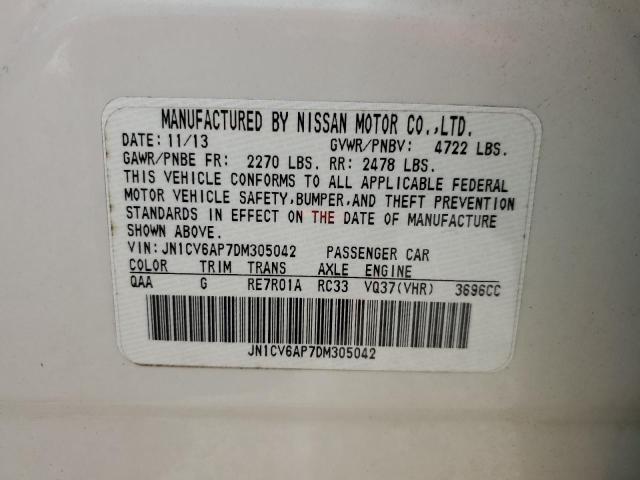 MANUFACTURED BY NISSAN MOTOR CO.,LTD.
DATE: 11/13 GVWR/PNBV: 4722 LBS.
GAWR/PNBE FR: 2270 LBS. RR: 2478 LBS.
THIS VEHICLE CONFORMS TO ALL APPLICABLE FEDERAL
MOTOR VEHICLE SAFETY,BUMPER,AND THEFT PREVENTION
STANDARDS IN EFFECT ON THE DATE OF MANUFACTURE
SHOWN ABOVE.
VIN: JN1CV6AP7DM305042 PASSENGER CAR
COLOR TRIM TRANS AXLE ENGINE
QAA G RE7R01A RC33 VQ37(VHR) 3696CC
JN1CV6AP7DM305042